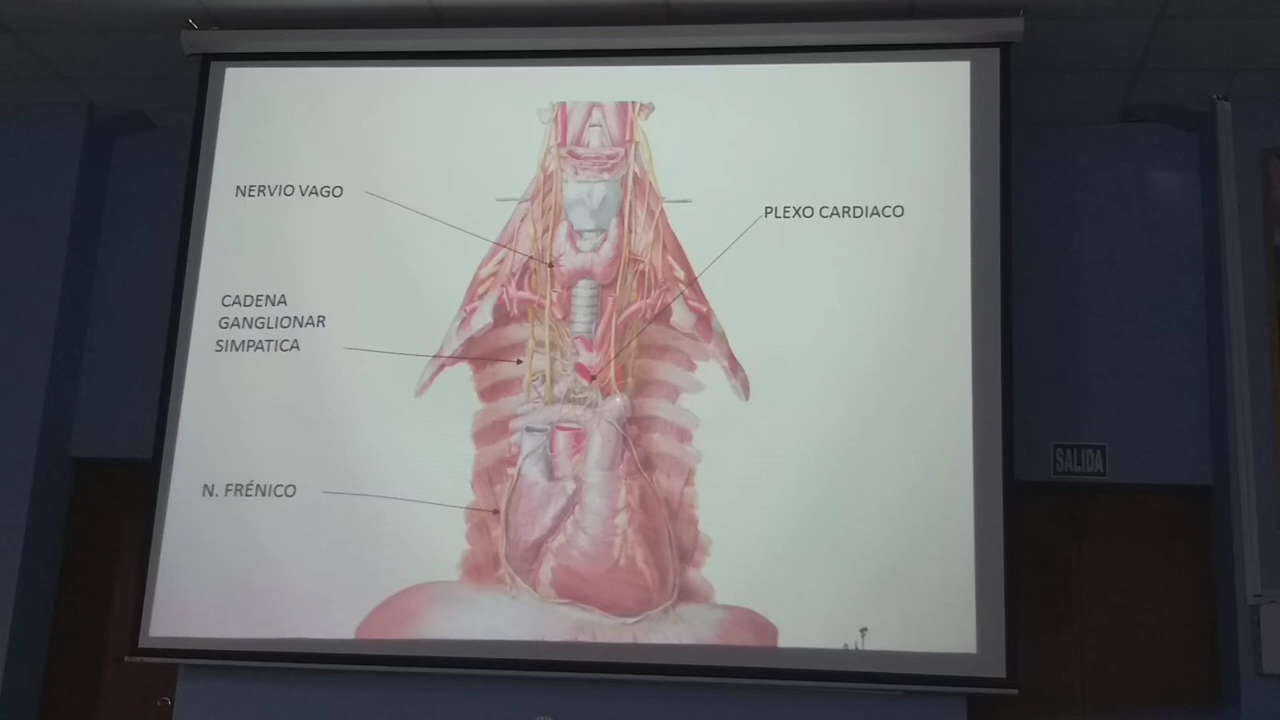 NERVIO VAGO
PLEXO CARDIACO
CADENA
GANGLIONAR
SIMPATICA
N. FRÉNICO
SALIDA